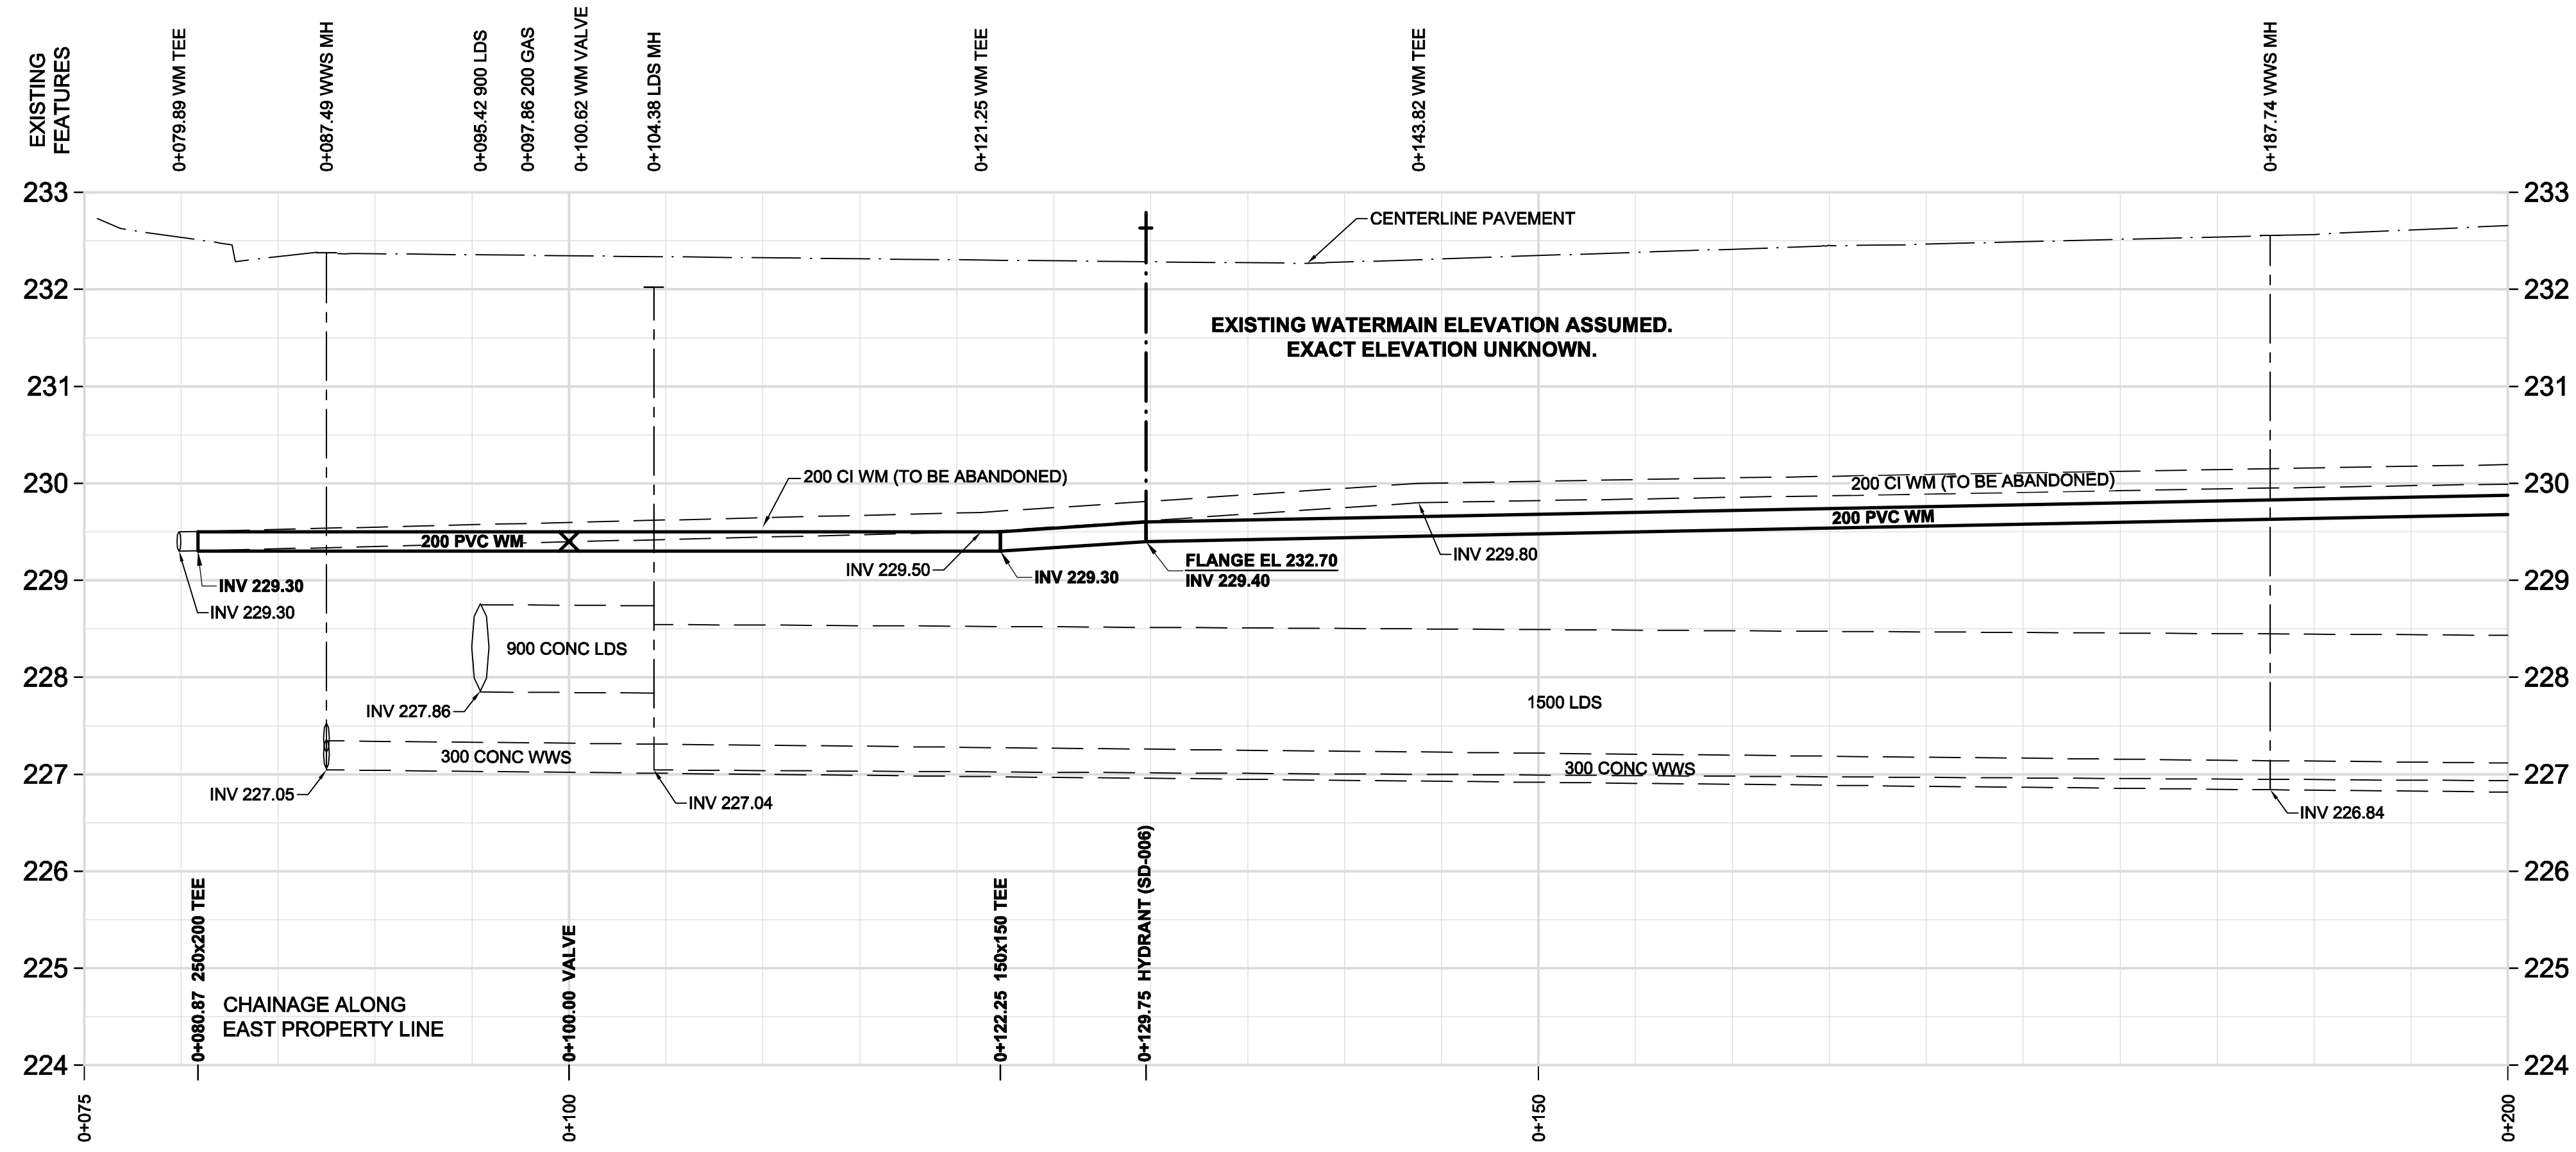 EXISTING
FEATURES
0+079.89 WM TEE
0+087.49 WWS MH
0+095.42 900 LDS
0+097.86 200 GAS
0+100.62 WM VALVE
0+104.38 LDS MH
0+121.25 WM TEE
0+143.82 WM TEE
0+187.74 WWS MH
233
233
CENTERLINE PAVEMENT
232
232
EXISTING WATERMAIN ELEVATION ASSUMED.
EXACT ELEVATION UNKNOWN.
231
231
230
200 CI WM (TO BE ABANDONED)
200 CI WM (TO BE ABANDONED)
230
200 PVC WM
200 PVC WM
INV 229.50
INV 229.80
229
INV 229.30
INV 229.30
INV 229.30
FLANGE EL 232.70
INV 229.40
229
900 CONC LDS
228
228
INV 227.86
1500 LDS
300 CONC WWS
300 CONC WWS
227
227
INV 227.05
INV 227.04
INV 226.84
226
226
225
225
0+080.87 250x200 TEE
0+100.00 VALVE
0+122.25 150x150 TEE
0+129.75 HYDRANT (SD-006)
CHAINAGE ALONG
EAST PROPERTY LINE
224
224
0+075
0+100
0+150
0+200